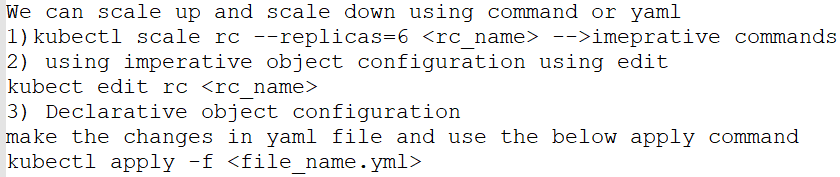 We can scale up and scale down using command or yaml
1)kubectl scale rc --replicas=6 <rc_name> -->imeprative commands
2) using imperative object configuration using edit
kubect edit rc <rc_name>
3) Declarative object configuration
make the changes in yaml file and use the below apply command
kubectl apply -f <file_name.yml>